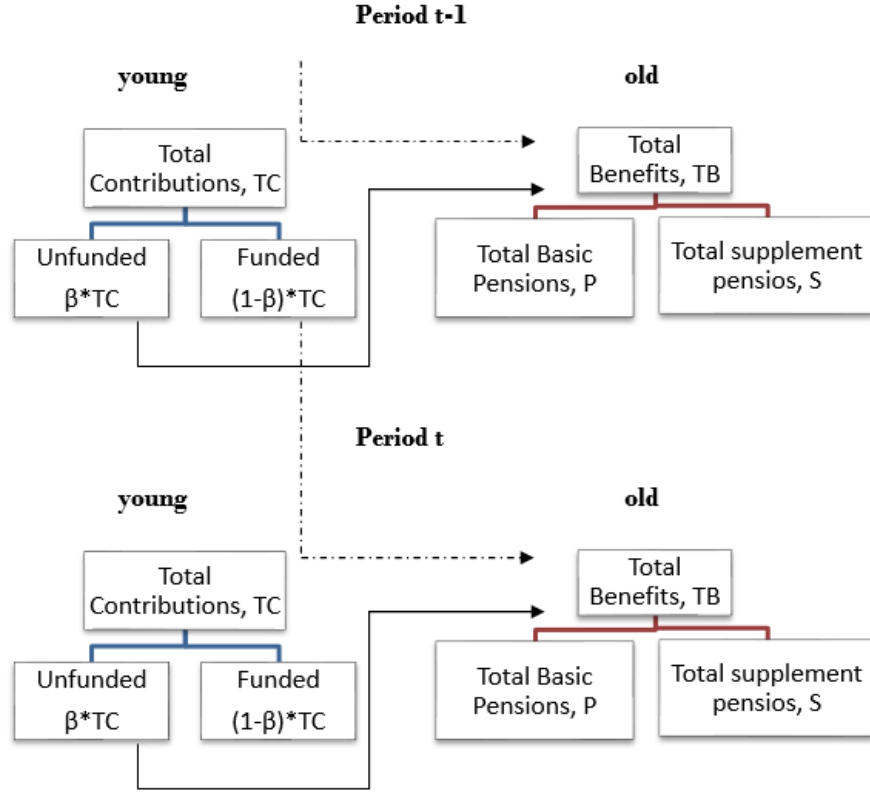 Period t-1
young
old
Total
Contributions, TC
Total
Benefits, TB
Unfunded
β*TC
Funded
(1-β)*TC
Total Basic
Pensions, P
Total supplement
pensios, S
Period t
young
old
Total
Contributions, TC
Total
Benefits, TB
Unfunded
β*TC
Funded
(1-β)*TC
Total Basic
Pensions, P
Total supplement
pensios, S